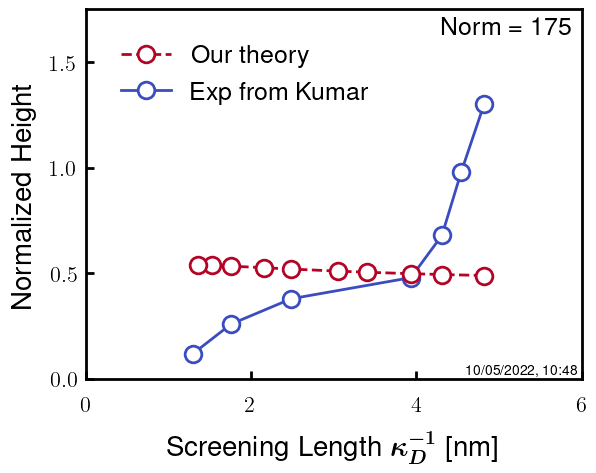 Norm = 175
Our theory
Exp from Kumar
Normalized Height
1.5
1.0
0.5
0.0
10/05/2022, 10:48
0 2 4 6
Screening Length $\kappa_D^{-1}$ [nm]